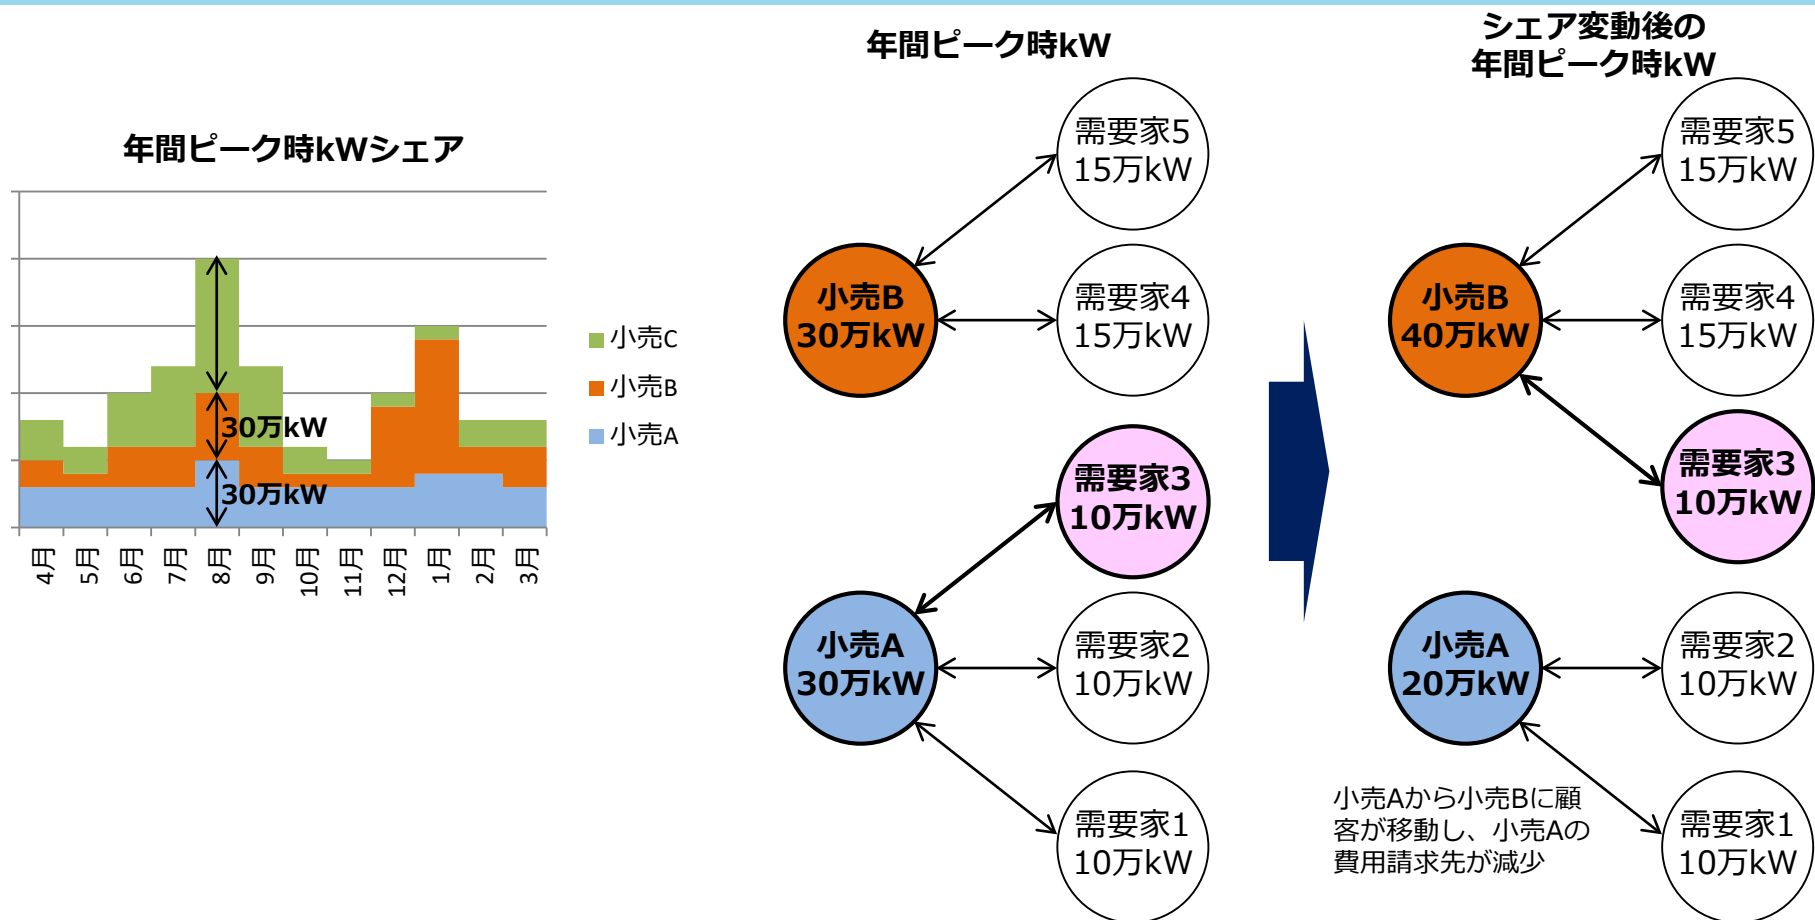 年間ピーク時kWシェア
30万kW
30万kW
4月
5月
6月
7月
8月
9月
10月
11月
12月
1月
2月
3月
小売C
小売B
小売A
年間ピーク時kW
需要家5
15万kW
小売B
30万kW
需要家4
15万kW
需要家3
10万kW
小売A
30万kW
需要家2
10万kW
需要家1
10万kW
シェア変動後の
年間ピーク時kW
需要家5
15万kW
小売B
40万kW
需要家4
15万kW
需要家3
10万kW
小売A
20万kW
需要家2
10万kW
小売Aから小売Bに顧
客が移動し、小売Aの
費用請求先が減少
需要家1
10万kW